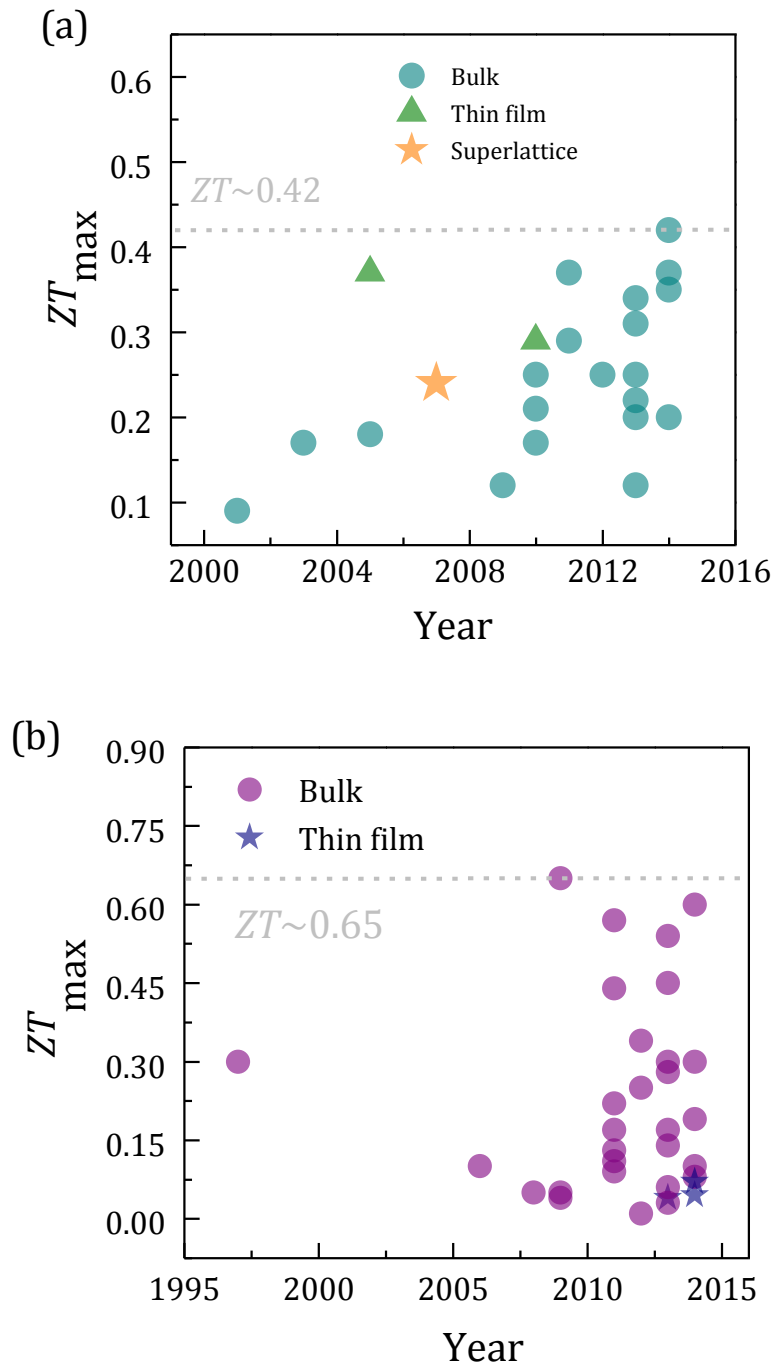 (a)
0.6
0.5
0.4
0.3
0.2
0.1
ZTmax
Bulk
Thin film
Superlattice
ZT~0.42
2000 2004 2008 2012 2016
Year
(b)
0.90
0.75
0.60
0.45
0.30
0.15
0.00
ZTmax
Bulk
Thin film
ZT~0.65
1995 2000 2005 2010 2015
Year